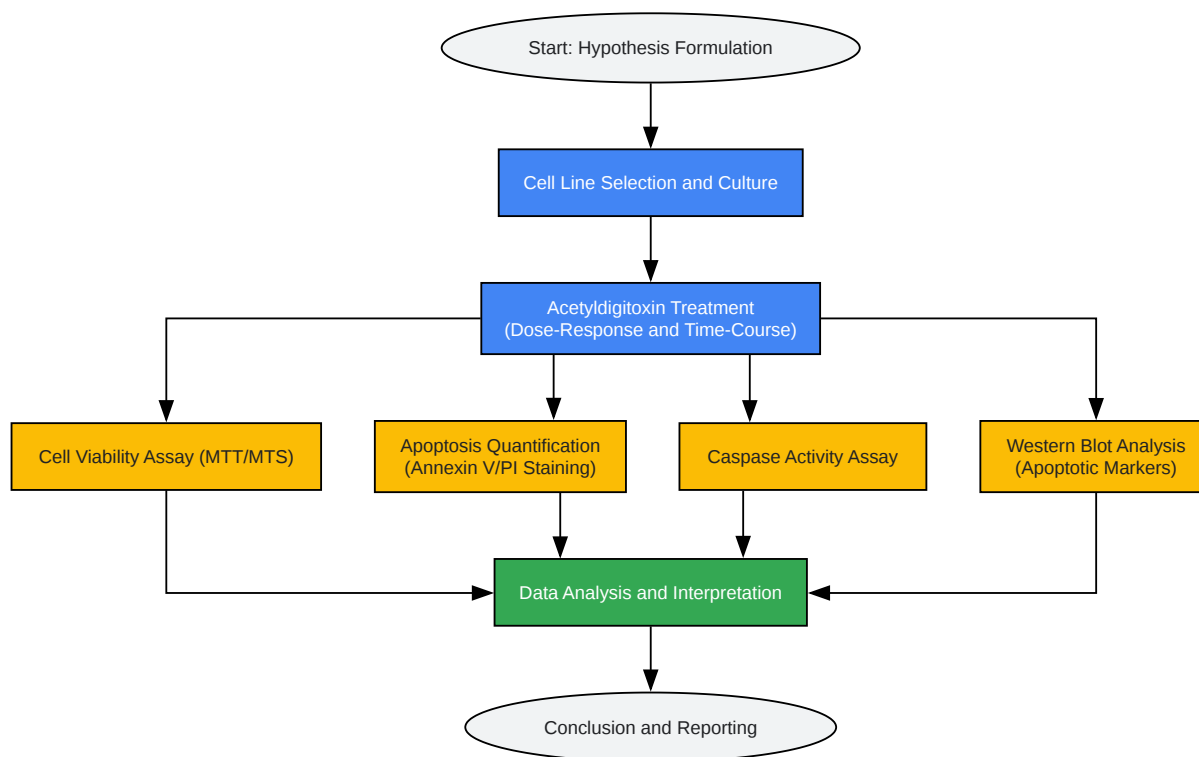 Start: Hypothesis Formulation
Cell Line Selection and Culture
Acetyldigitoxin Treatment
(Dose-Response and Time-Course)
Cell Viability Assay (MTT/MTS)
Apoptosis Quantification
(Annexin V/PI Staining)
Caspase Activity Assay
Western Blot Analysis
(Apoptotic Markers)
Data Analysis and Interpretation
Conclusion and Reporting